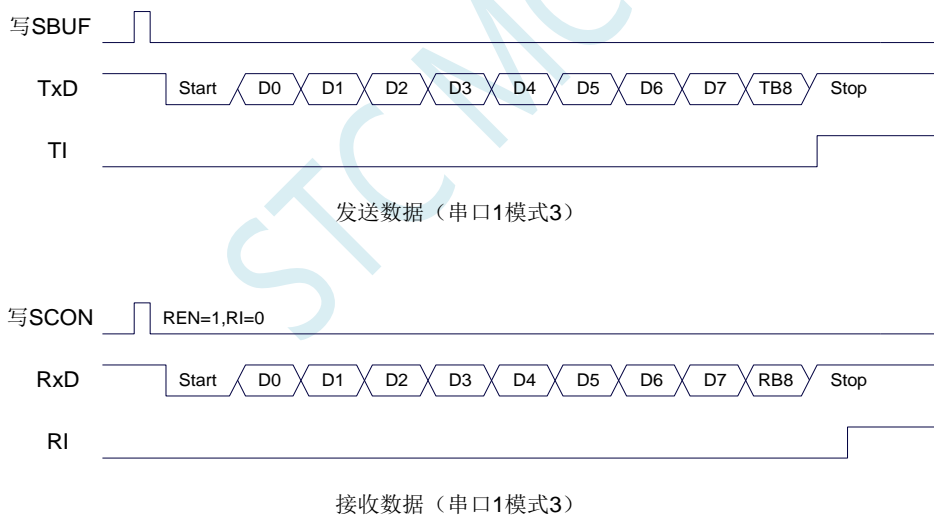 STC MC
写SBUF
TxD Start D0 D1 D2 D3 D4 D5 D6 D7 TB8 Stop
TI
发送数据（串口1模式3）
写SCON REN=1,RI=0
RxD Start D0 D1 D2 D3 D4 D5 D6 D7 RB8 Stop
RI
接收数据（串口1模式3）